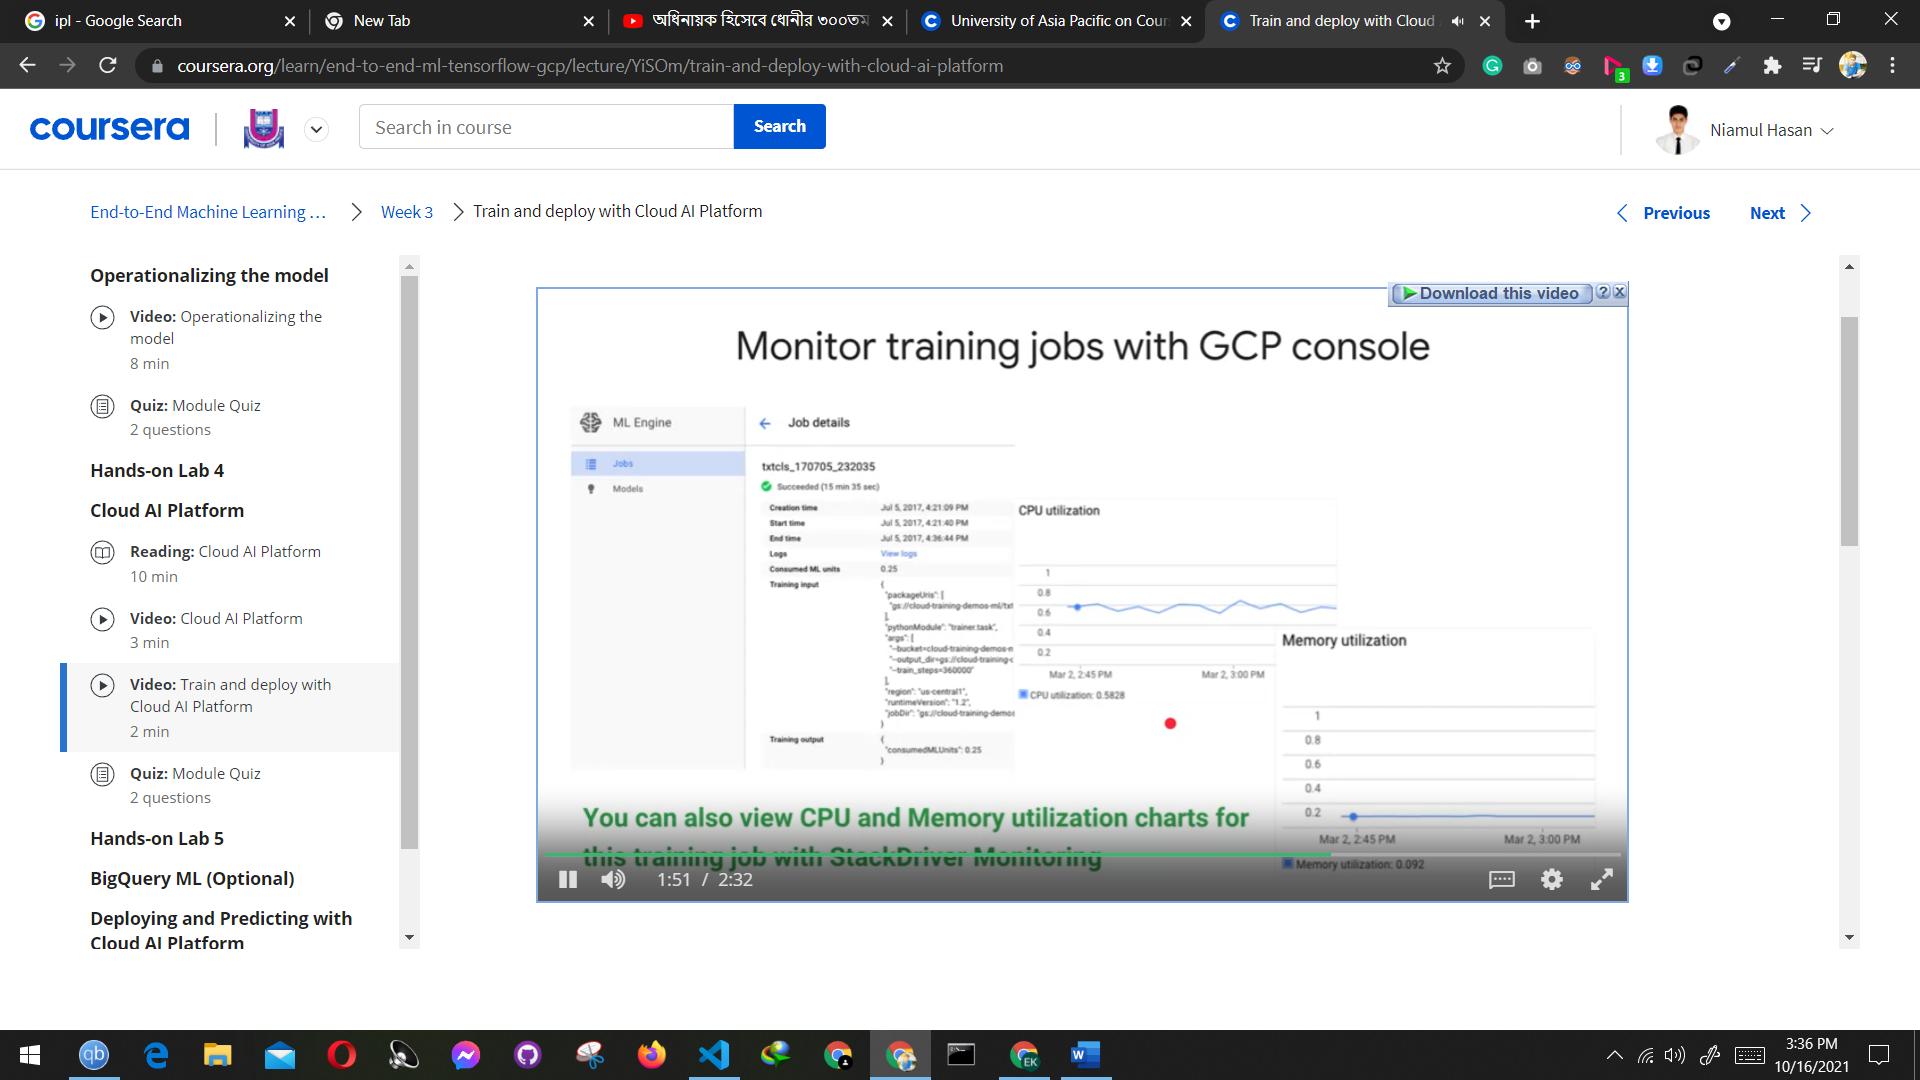 ipl - Google Search
New Tab
অধিনায়ক হিসেবে ধোনীর ৩০০তম
University of Asia Pacific on Cour
Train and deploy with Cloud
coursera.org/learn/end-to-end-ml-tensorflow-gcp/lecture/YiSOm/train-and-deploy-with-cloud-ai-platform
3
coursera
Search in course
Search
Niamul Hasan
End-to-End Machine Learning …
Week 3
Train and deploy with Cloud AI Platform
Previous
Next
Operationalizing the model
Video: Operationalizing the
model
8 min
Quiz: Module Quiz
2 questions
Hands-on Lab 4
Cloud AI Platform
Reading: Cloud AI Platform
10 min
Video: Cloud AI Platform
3 min
Video: Train and deploy with
Cloud AI Platform
2 min
Quiz: Module Quiz
2 questions
Hands-on Lab 5
BigQuery ML (Optional)
Deploying and Predicting with
Cloud AI Platform
Download this video
? X
Monitor training jobs with GCP console
ML Engine
Jobs
Models
Job details
txtcls_170705_232035
Succeeded (15 min 35 sec)
Creation time Jul 5, 2017, 4:21:09 PM
Start time Jul 5, 2017, 4:21:40 PM
End time Jul 5, 2017, 4:36:44 PM
Logs View logs
Consumed ML units 0.25
Training input {
"packageUris": [
"gs://cloud-training-demos-ml/txt
],
"pythonModule": "trainer.task",
"args": [
"--bucket=cloud-training-demos-m
"--output_dir=gs://cloud-training-c
"--train_steps=360000"
],
"region": "us-central1",
"runtimeVersion": "1.2",
"jobDir": "gs://cloud-training-demos
}
Training output {
"consumedMLUnits": 0.25
}
CPU utilization
1
0.8
0.6
0.4
0.2
Mar 2, 2:45 PM Mar 2, 3:00 PM
CPU utilization: 0.5828
Memory utilization
1
0.8
0.6
0.4
0.2
Mar 2, 2:45 PM Mar 2, 3:00 PM
Memory utilization: 0.092
You can also view CPU and Memory utilization charts for
this training job with StackDriver Monitoring
1:51 / 2:32
qb
EK
W
3:36 PM
10/16/2021